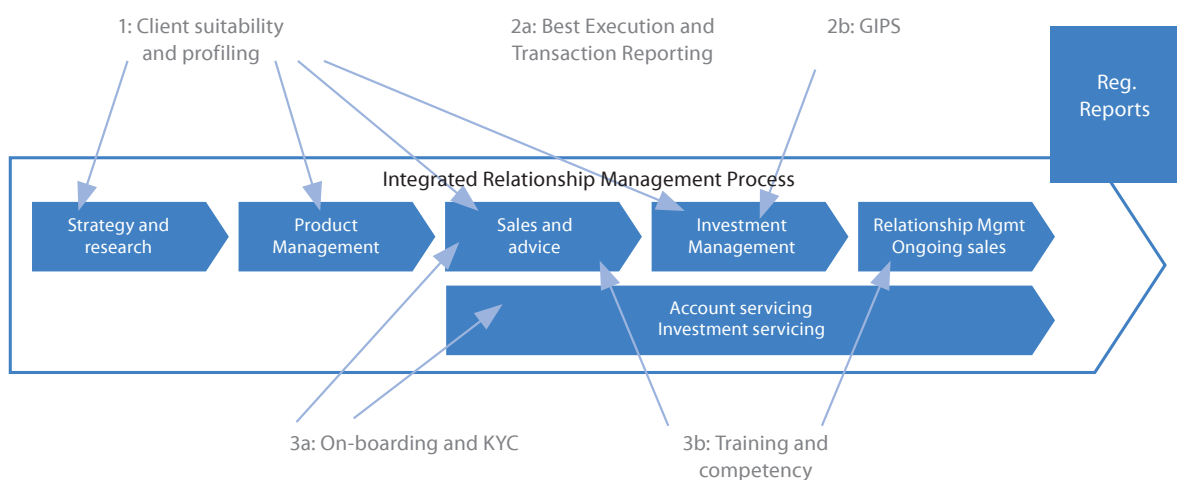 1: Client suitability
and profiling
2a: Best Execution and
Transaction Reporting
2b: GIPS
Reg.
Reports
Integrated Relationship Management Process
Strategy and
research
Product
Management
Sales and
advice
Investment
Management
Relationship Mgmt
Ongoing sales
Account servicing
Investment servicing
3a: On-boarding and KYC
3b: Training and
competency